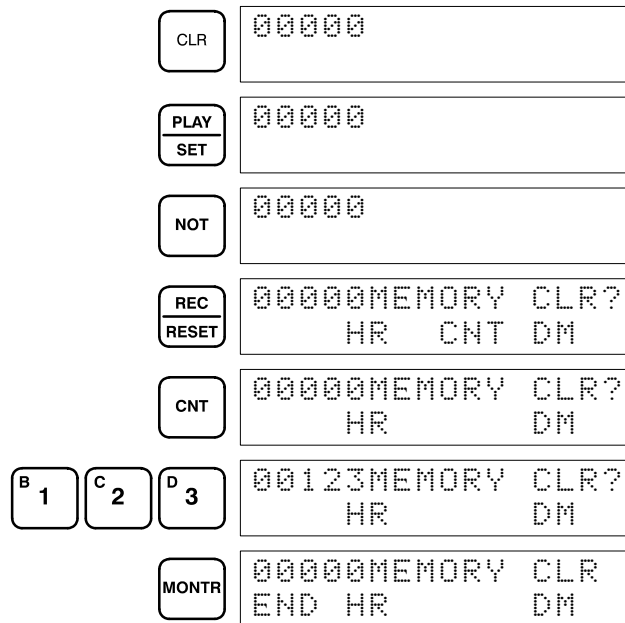 CLR
00000
PLAY
SET
00000
NOT
00000
REC
RESET
00000MEMORY CLR?
HR CNT DM
CNT
00000MEMORY CLR?
HR DM
B 1 C 2 D 3
00123MEMORY CLR?
HR DM
MONTR
00000MEMORY CLR
END HR DM